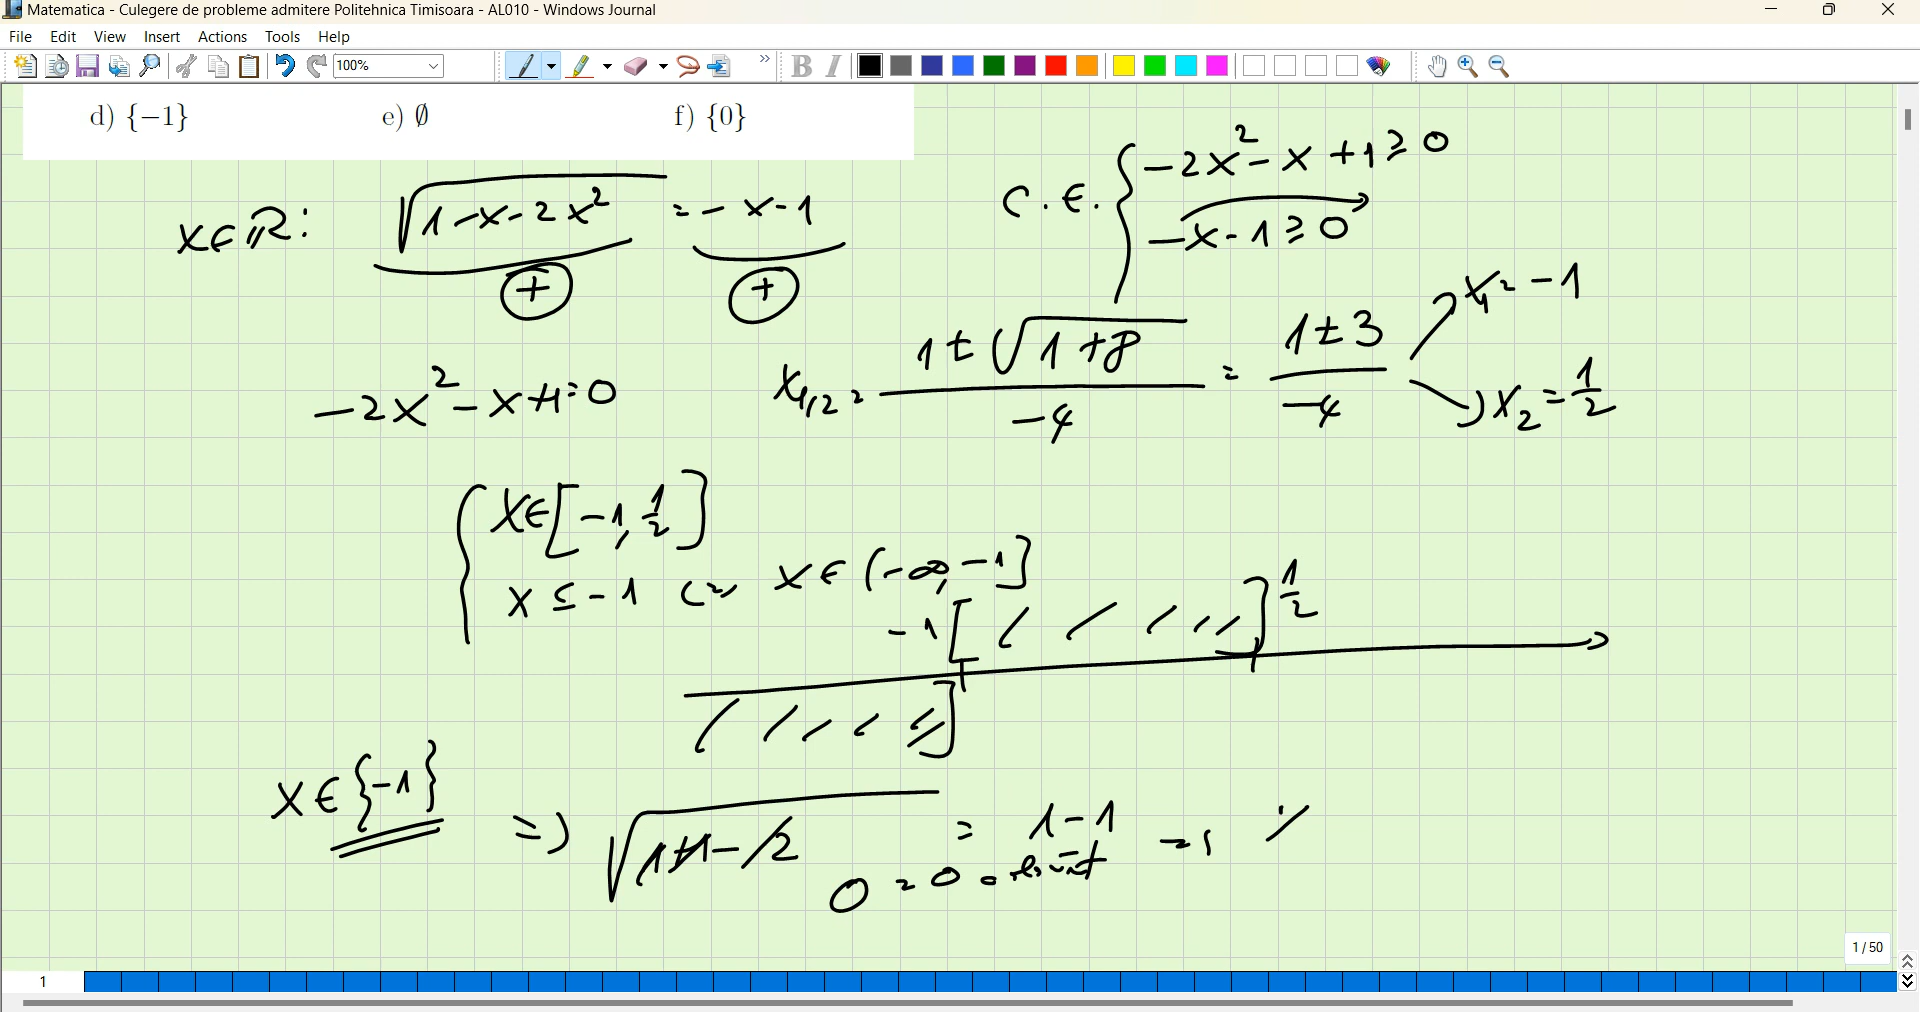 Matematica - Culegere de probleme admitere Politehnica Timisoara - AL010 - Windows Journal
File Edit View Insert Actions Tools Help
100% » B I
d) {−1} e) ∅ f) {0}
C.E. { -2x² - x + 1 ≥ 0
-x - 1 ≥ 0
x∈ℝ: √(1-x-2x²) = -x-1
+ +
-2x² - x + 1 = 0 x₁,₂ = (1 ± √(1+8)) / -4 = (1 ± 3) / -4
x₁ = -1
x₂ = 1/2
{ x∈[-1, 1/2]
x ≤ -1 <=> x∈(-∞, -1]
-1 [ ] 1/2
x∈{-1} => √(1+1-2) = 1-1
0 = 0
1 / 50
1